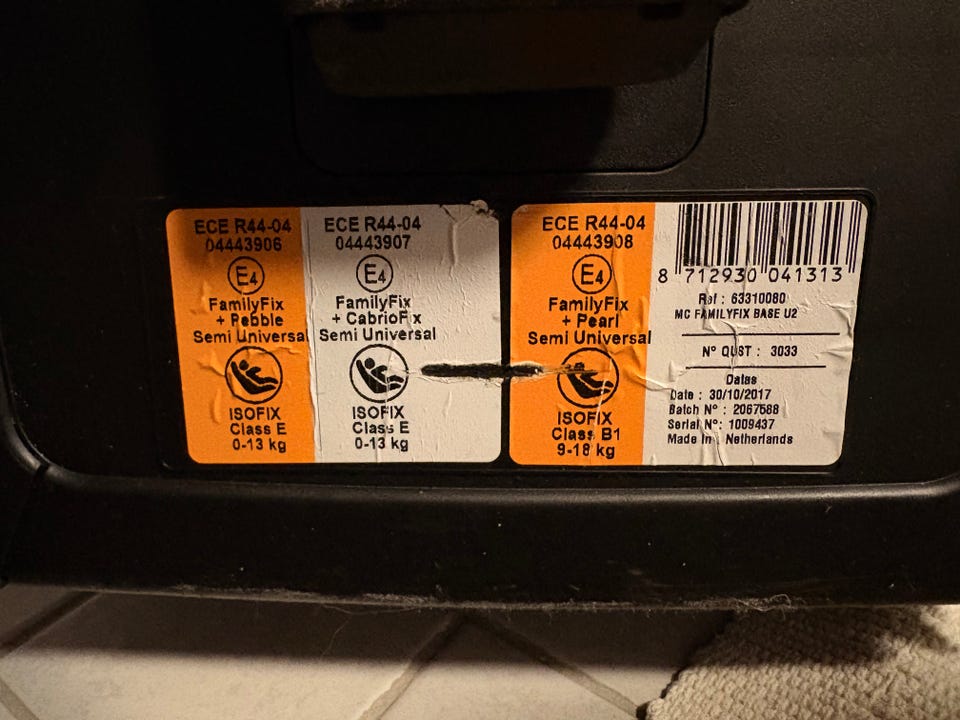 ECE R44-04
04443906
E4
FamilyFix
+ Pebble
Semi Universal
ISOFIX
Class E
0-13 kg
ECE R44-04
04443907
E4
FamilyFix
+ CabrioFix
Semi Universal
ISOFIX
Class E
0-13 kg
ECE R44-04
04443908
E4
FamilyFix
+ Pearl
Semi Universal
ISOFIX
Class B1
9-18 kg
8 712930 041313
Ref : 63310080
MC FAMILYFIX BASE U2
N° QUST : 3033
Datas
Date : 30/10/2017
Batch N° : 2067588
Serial N° : 1009437
Made In : Netherlands